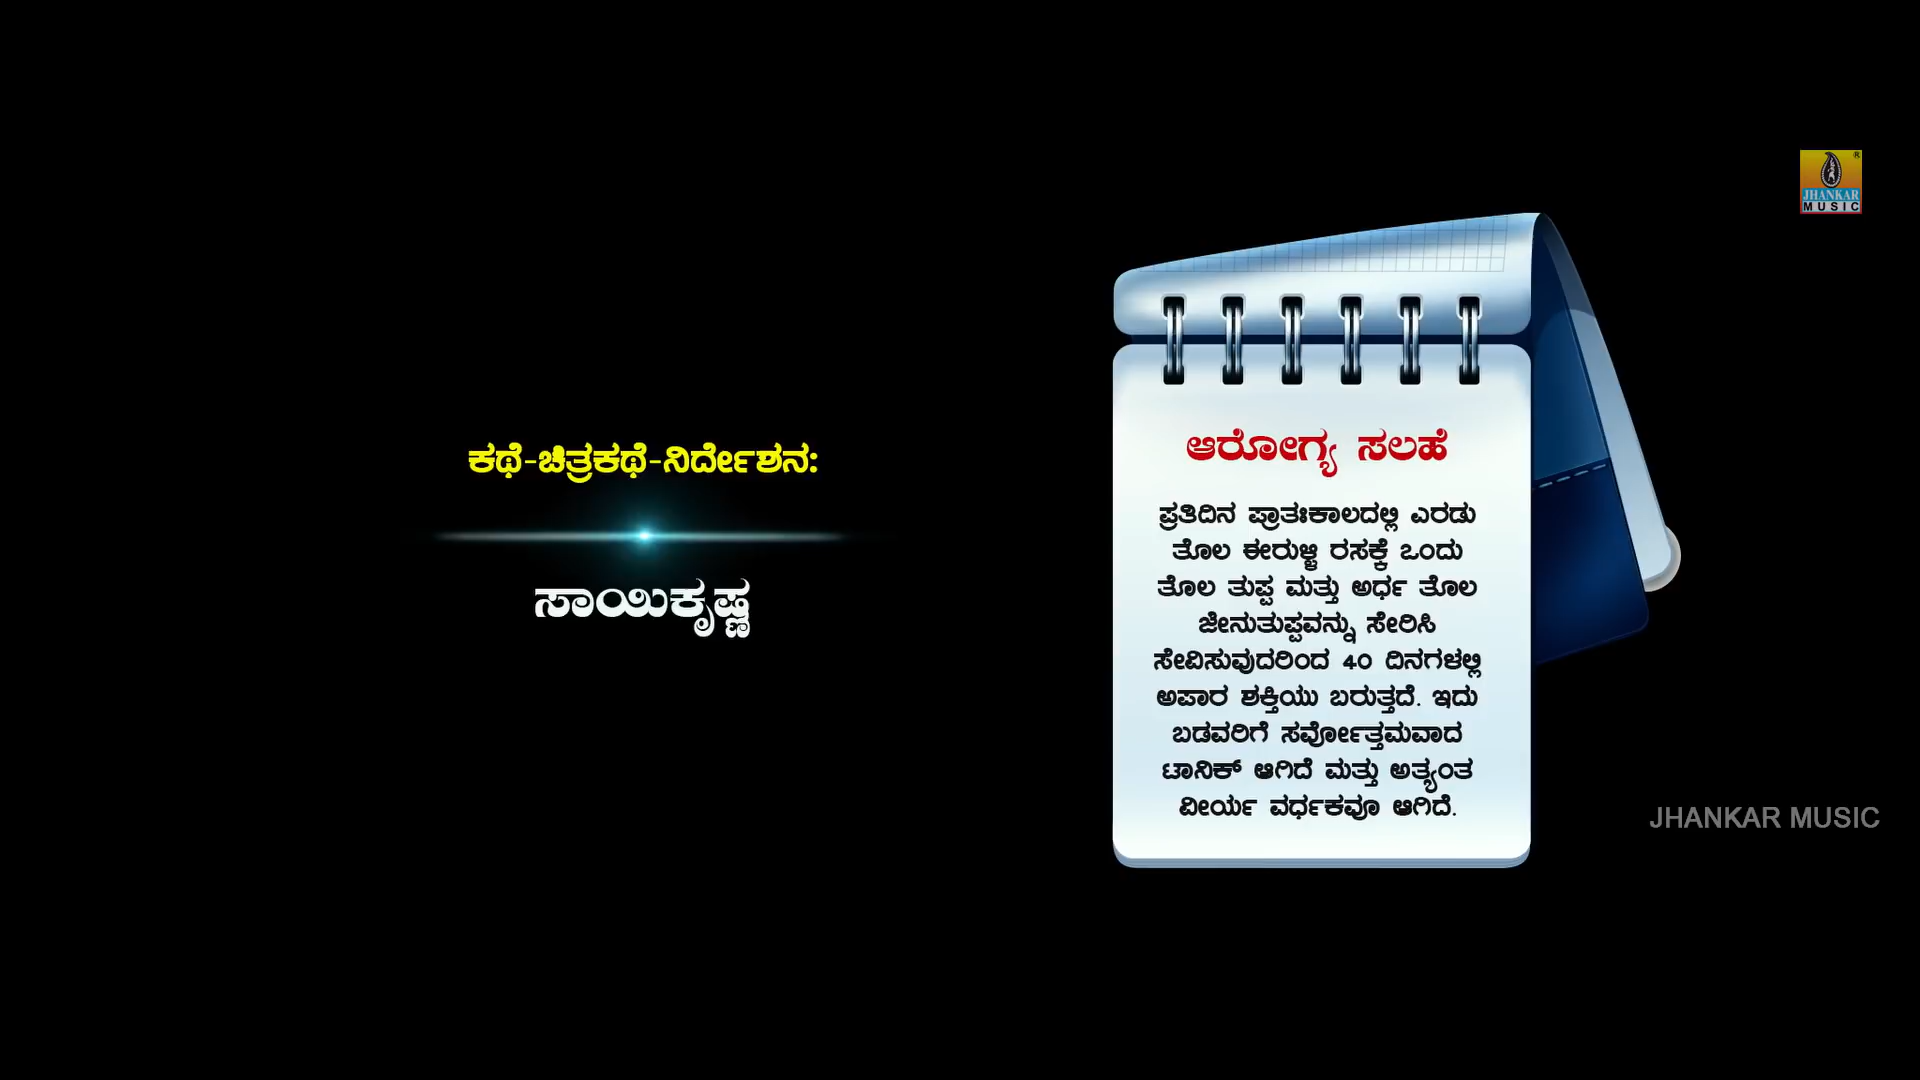 ಕಥೆ-ಚಿತ್ರಕಥೆ-ನಿರ್ದೇಶನ:
ಸಾಯಿಕೃಷ್ಣ
JHANKAR
MUSIC
ಆರೋಗ್ಯ ಸಲಹೆ
ಪ್ರತಿದಿನ ಪ್ರಾತಃಕಾಲದಲ್ಲಿ ಎರಡು
ತೊಲ ಈರುಳ್ಳಿ ರಸಕ್ಕೆ ಒಂದು
ತೊಲ ತುಪ್ಪ ಮತ್ತು ಅರ್ಧ ತೊಲ
ಜೇನುತುಪ್ಪವನ್ನು ಸೇರಿಸಿ
ಸೇವಿಸುವುದರಿಂದ 40 ದಿನಗಳಲ್ಲಿ
ಅಪಾರ ಶಕ್ತಿಯು ಬರುತ್ತದೆ. ಇದು
ಬಡವರಿಗೆ ಸರ್ವೋತ್ತಮವಾದ
ಟಾನಿಕ್ ಆಗಿದೆ ಮತ್ತು ಅತ್ಯಂತ
ವೀರ್ಯ ವರ್ಧಕವೂ ಆಗಿದೆ.
JHANKAR MUSIC